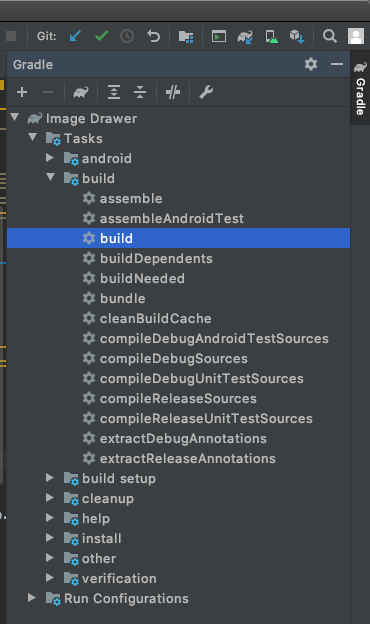 Git:
Gradle
Gradle
Image Drawer
Tasks
android
build
assemble
assembleAndroidTest
build
buildDependents
buildNeeded
bundle
cleanBuildCache
compileDebugAndroidTestSources
compileDebugSources
compileDebugUnitTestSources
compileReleaseSources
compileReleaseUnitTestSources
extractDebugAnnotations
extractReleaseAnnotations
build setup
cleanup
help
install
other
verification
Run Configurations